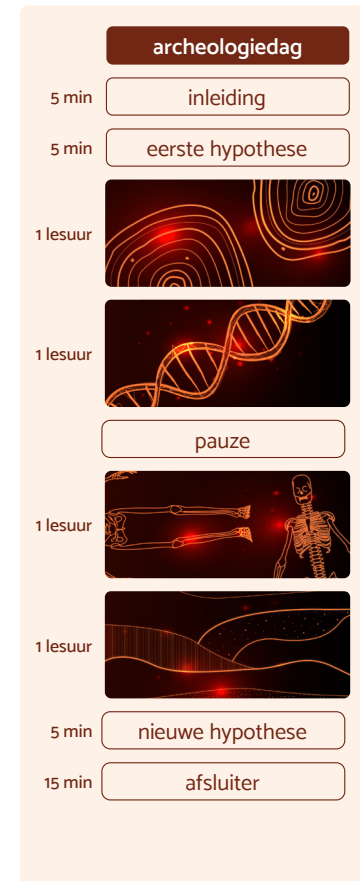 archeologiedag
5 min inleiding
5 min eerste hypothese
1 lesuur
1 lesuur
pauze
1 lesuur
1 lesuur
5 min nieuwe hypothese
15 min afsluiter